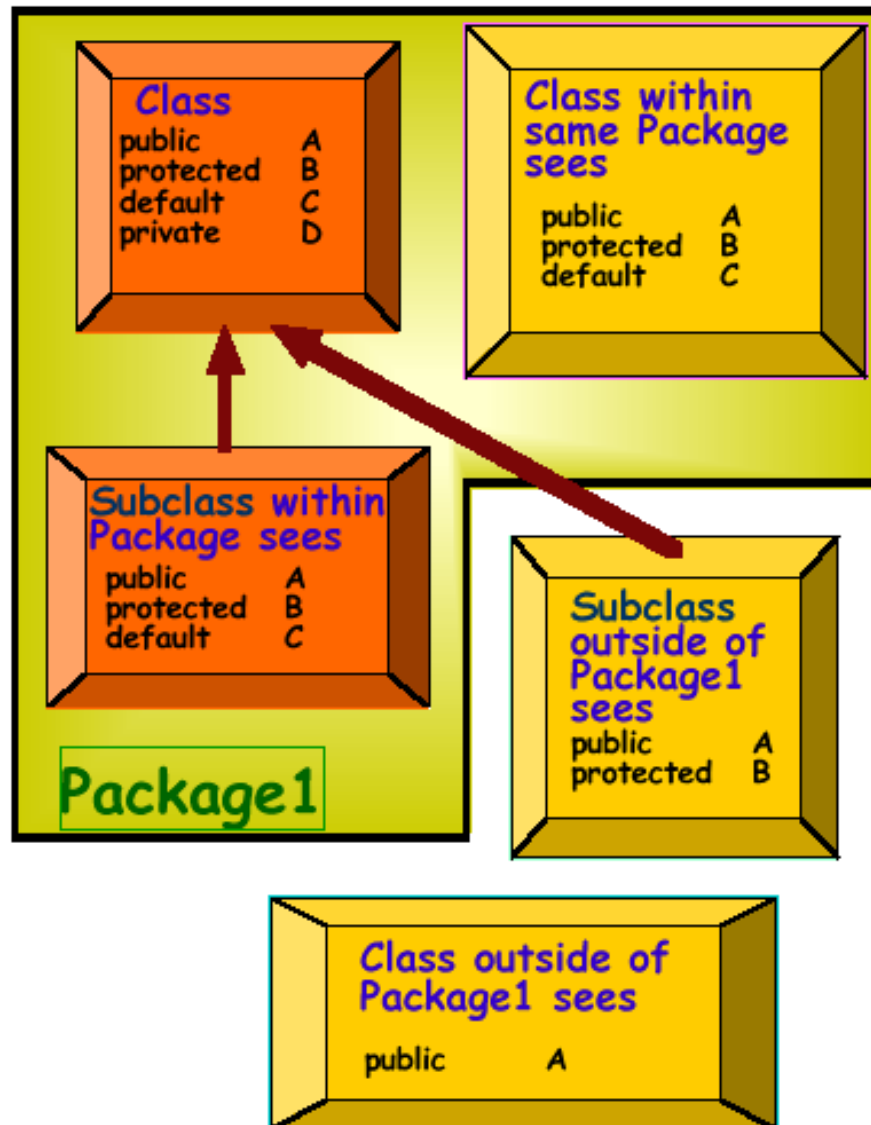 Class
public A
protected B
default C
private D
Class within
same Package
sees
public A
protected B
default C
Subclass within
Package sees
public A
protected B
default C
Package1
Subclass
outside of
Package1
sees
public A
protected B
Class outside of
Package1 sees
public A